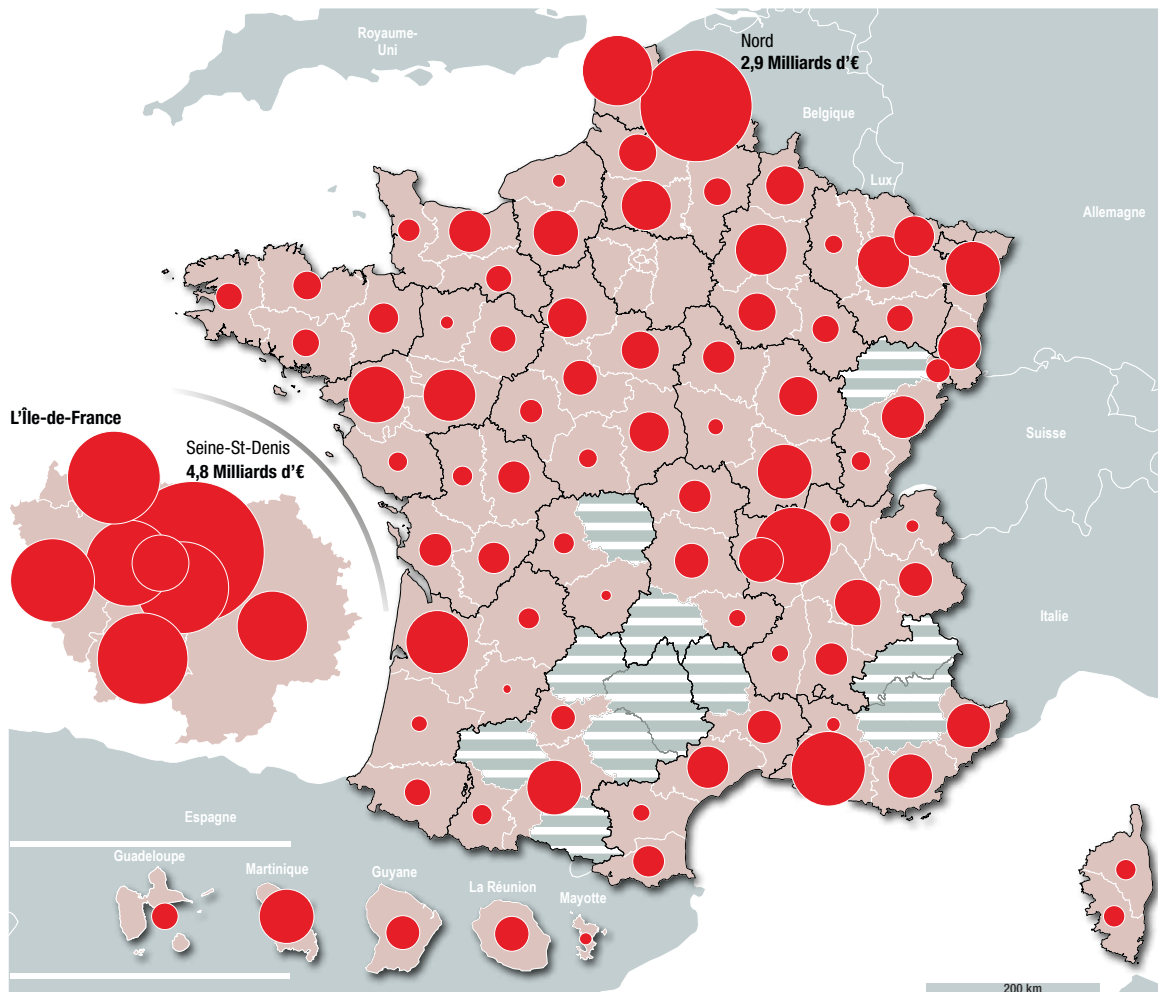 Royaume-
Uni
Nord
2,9 Milliards d'€
Belgique
Lux.
Allemagne
L'Île-de-France
Seine-St-Denis
4,8 Milliards d'€
Suisse
Italie
Espagne
Guadeloupe
Martinique
Guyane
La Réunion
Mayotte
200 km